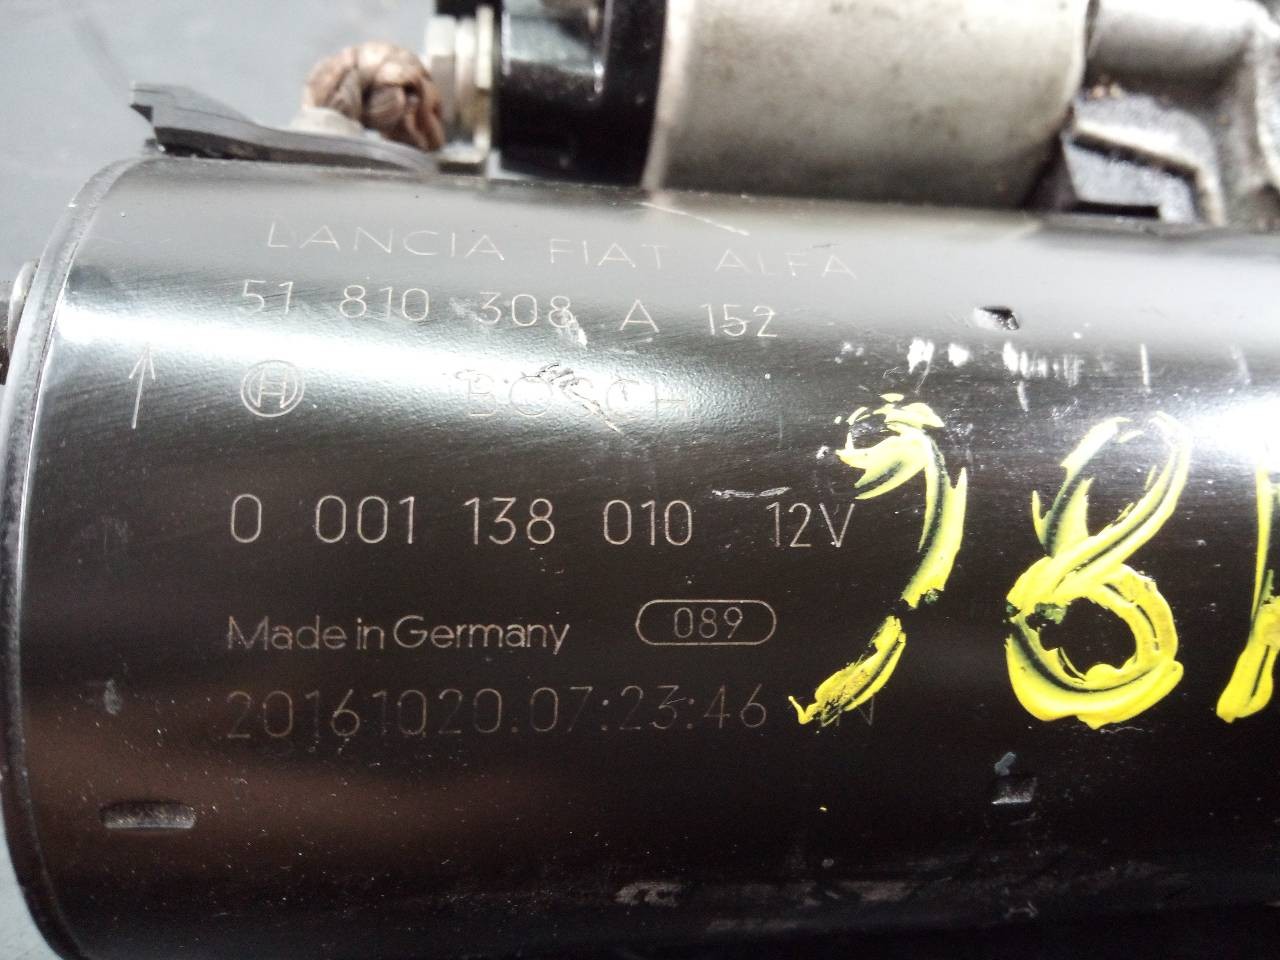 LANCIA FIAT ALFA
51 810 308 A 152
BOSCH
0 001 138 010 12V
Made in Germany 089
20161020.07:23:46